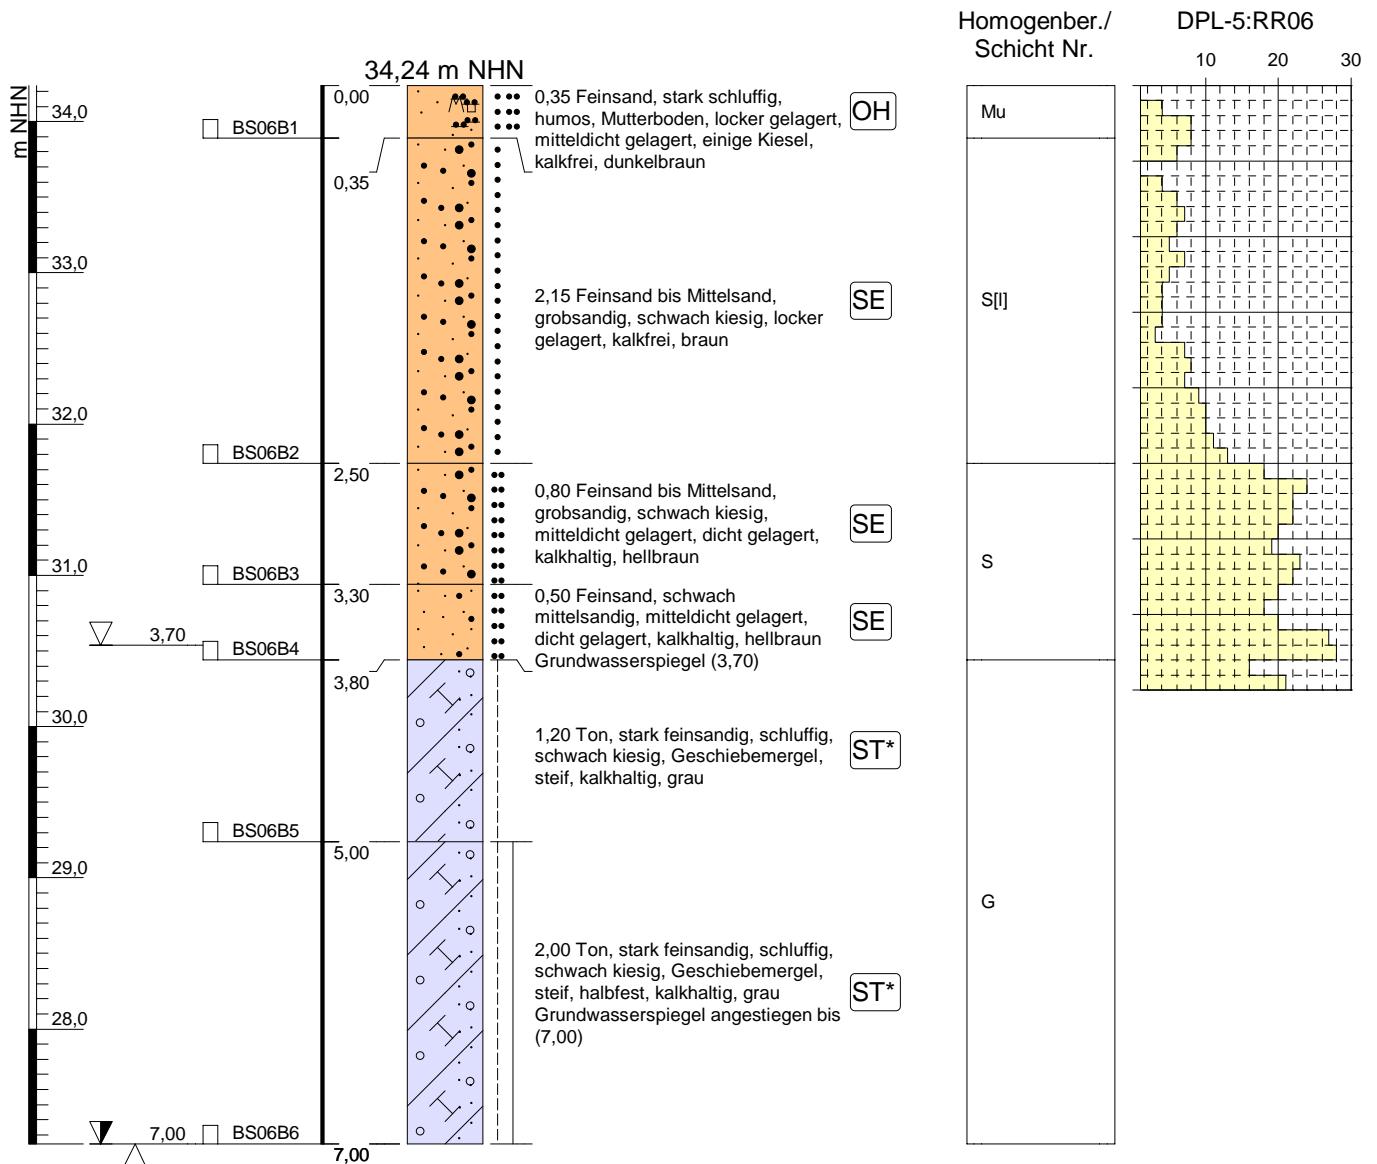 Homogenber./
Schicht Nr.
DPL-5:RR06
10 20 30
34,24 m NHN
m NHN
34,0
33,0
32,0
31,0
30,0
29,0
28,0
BS06B1
BS06B2
BS06B3
3,70
BS06B4
BS06B5
7,00
BS06B6
0,00
0,35
2,50
3,30
3,80
5,00
7,00
Mg
0,35 Feinsand, stark schluffig,
humos, Mutterboden, locker gelagert,
mitteldicht gelagert, einige Kiesel,
kalkfrei, dunkelbraun
OH
2,15 Feinsand bis Mittelsand,
grobsandig, schwach kiesig, locker
gelagert, kalkfrei, braun
SE
0,80 Feinsand bis Mittelsand,
grobsandig, schwach kiesig,
mitteldicht gelagert, dicht gelagert,
kalkhaltig, hellbraun
SE
0,50 Feinsand, schwach
mittelsandig, mitteldicht gelagert,
dicht gelagert, kalkhaltig, hellbraun
Grundwasserspiegel (3,70)
SE
1,20 Ton, stark feinsandig, schluffig,
schwach kiesig, Geschiebemergel,
steif, kalkhaltig, grau
ST*
2,00 Ton, stark feinsandig, schluffig,
schwach kiesig, Geschiebemergel,
steif, halbfest, kalkhaltig, grau
Grundwasserspiegel angestiegen bis
(7,00)
ST*
Mu
S[l]
S
G